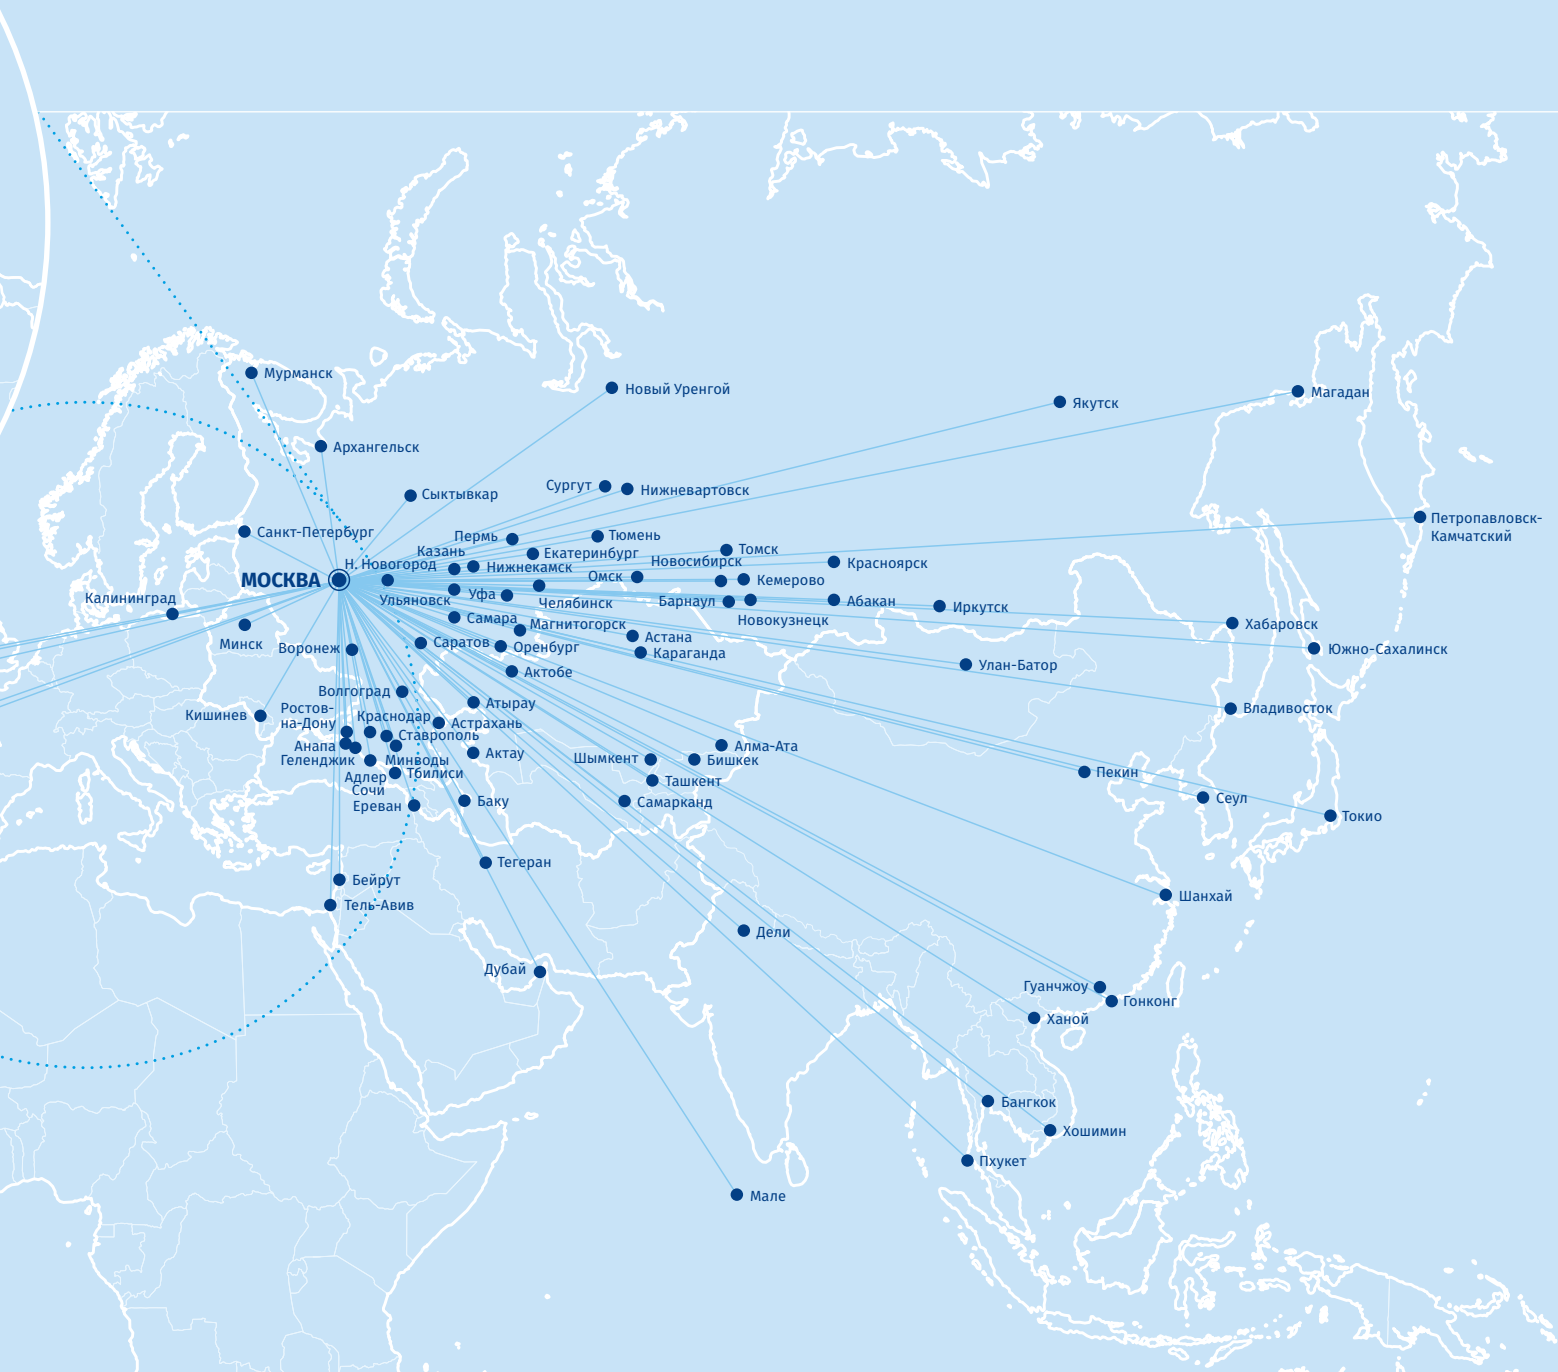 Мурманск
Новый Уренгой
Магадан
Якутск
Архангельск
Сыктывкар
Сургут
Нижневартовск
Петропавловск-
Камчатский
Санкт-Петербург
Пермь
Тюмень
Казань
Екатеринбург
Томск
Н. Новогород
Нижнекамск
Новосибирск
Красноярск
МОСКВА
Омск
Кемерово
Калининград
Ульяновск
Уфа
Челябинск
Барнаул
Абакан
Иркутск
Самара
Магнитогорск
Новокузнецк
Хабаровск
Минск
Воронеж
Саратов
Оренбург
Астана
Караганда
Южно-Сахалинск
Актобе
Улан-Батор
Волгоград
Атырау
Владивосток
Кишинев
Ростов-
на-Дону
Краснодар
Астрахань
Ставрополь
Анапа
Геленджик
Минводы
Актау
Шымкент
Алма-Ата
Бишкек
Адлер
Сочи
Тбилиси
Ташкент
Пекин
Ереван
Баку
Самарканд
Сеул
Токио
Тегеран
Бейрут
Тель-Авив
Шанхай
Дели
Дубай
Гуанчжоу
Гонконг
Ханой
Бангкок
Хошимин
Пхукет
Мале